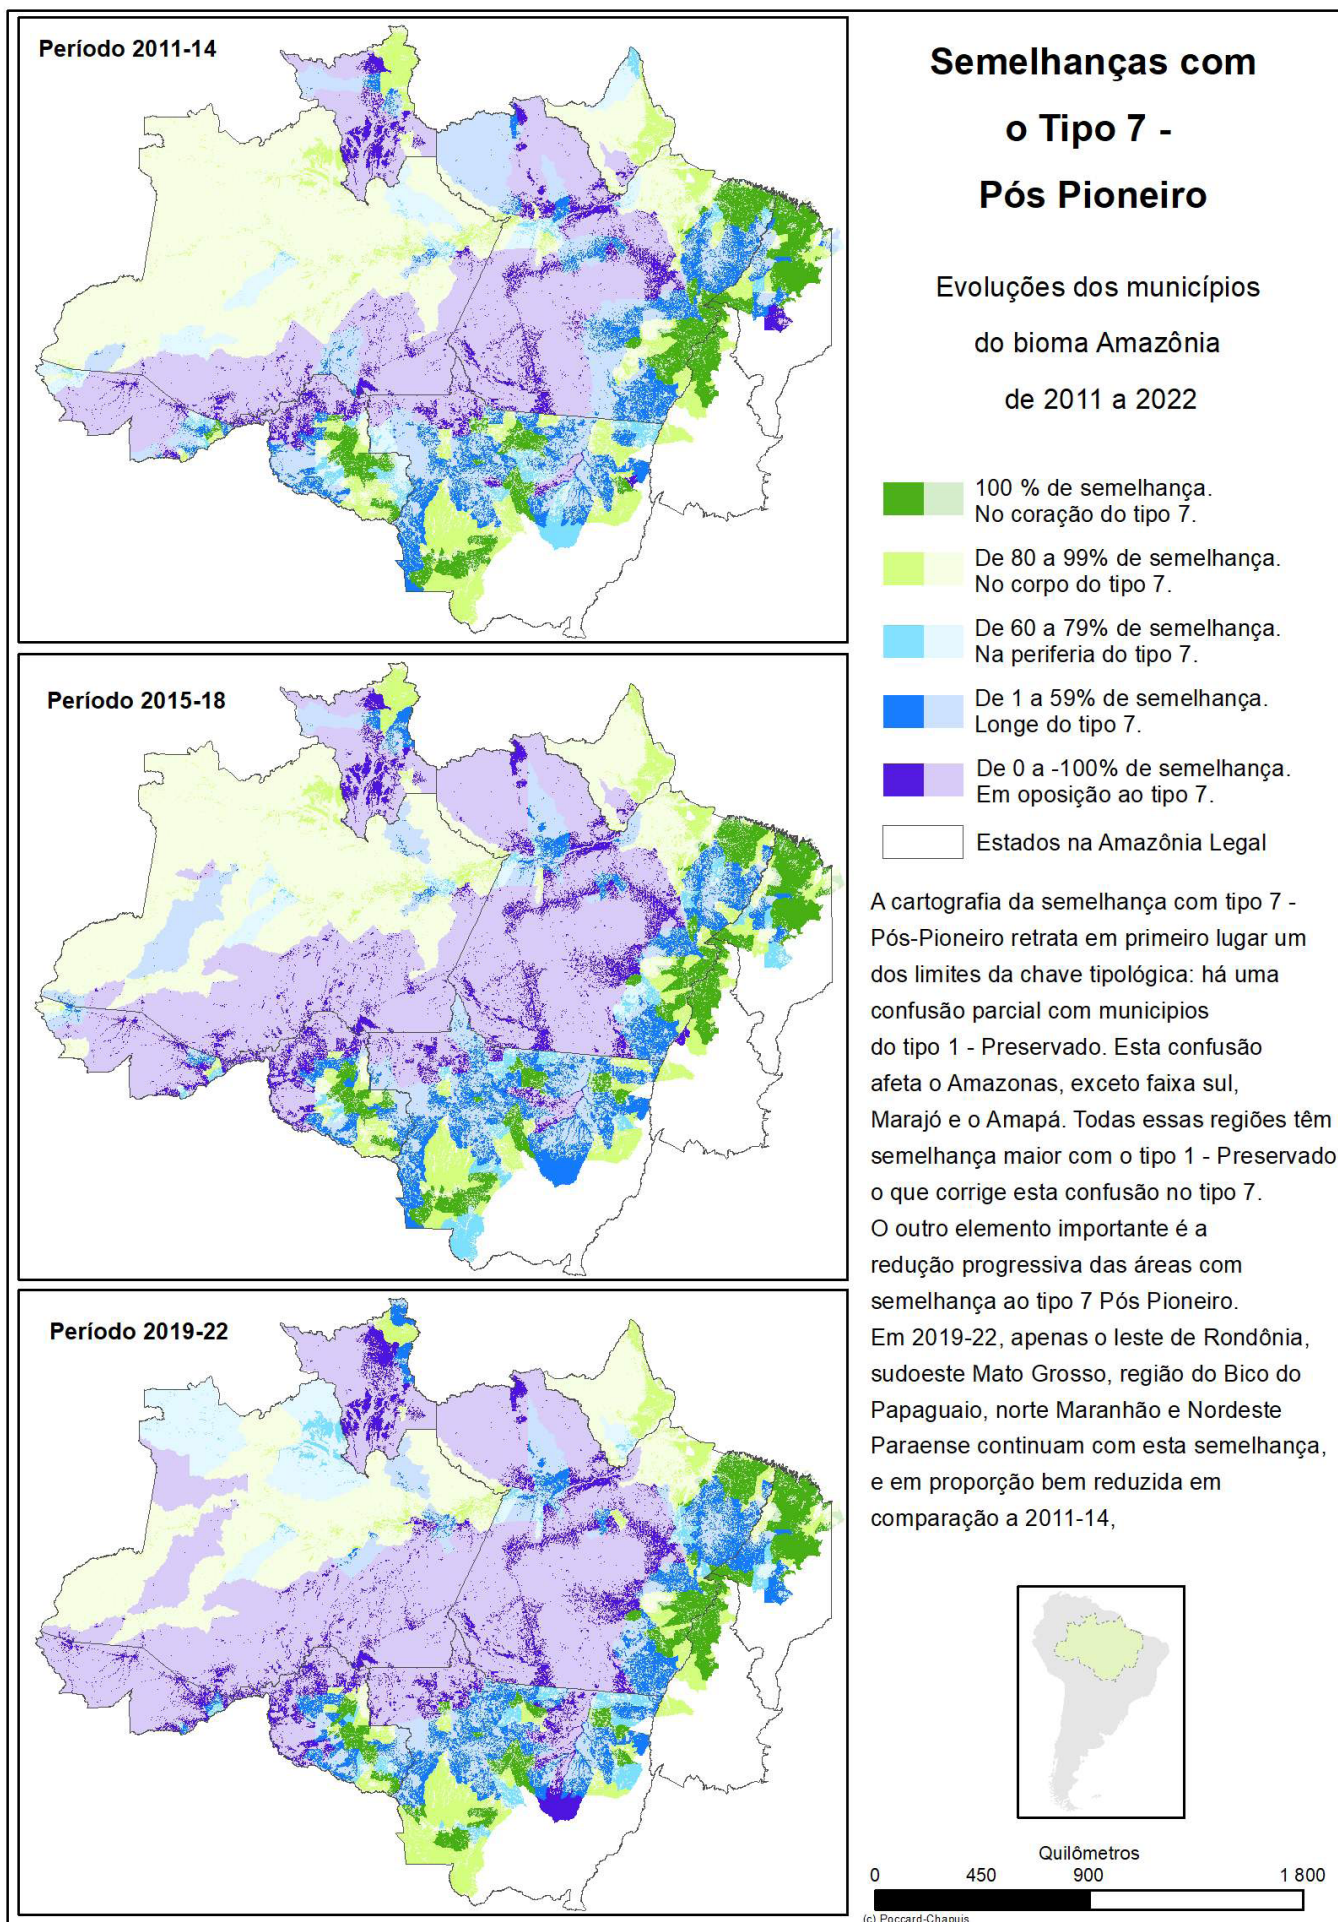 Período 2011-14
Semelhanças com
o Tipo 7 -
Pós Pioneiro
Evoluções dos municípios
do bioma Amazônia
de 2011 a 2022
100 % de semelhança.
No coração do tipo 7.
De 80 a 99% de semelhança.
No corpo do tipo 7.
De 60 a 79% de semelhança.
Na periferia do tipo 7.
De 1 a 59% de semelhança.
Longe do tipo 7.
De 0 a -100% de semelhança.
Em oposição ao tipo 7.
Estados na Amazônia Legal
Período 2015-18
A cartografia da semelhança com tipo 7 -
Pós-Pioneiro retrata em primeiro lugar um
dos limites da chave tipológica: há uma
confusão parcial com municipios
do tipo 1 - Preservado. Esta confusão
afeta o Amazonas, exceto faixa sul,
Marajó e o Amapá. Todas essas regiões têm
semelhança maior com o tipo 1 - Preservado
o que corrige esta confusão no tipo 7.
O outro elemento importante é a
redução progressiva das áreas com
semelhança ao tipo 7 Pós Pioneiro.
Em 2019-22, apenas o leste de Rondônia,
sudoeste Mato Grosso, região do Bico do
Papaguaio, norte Maranhão e Nordeste
Paraense continuam com esta semelhança,
e em proporção bem reduzida em
comparação a 2011-14,
Período 2019-22
Quilômetros
0 450 900 1 800
(c) Poccard-Chapuis